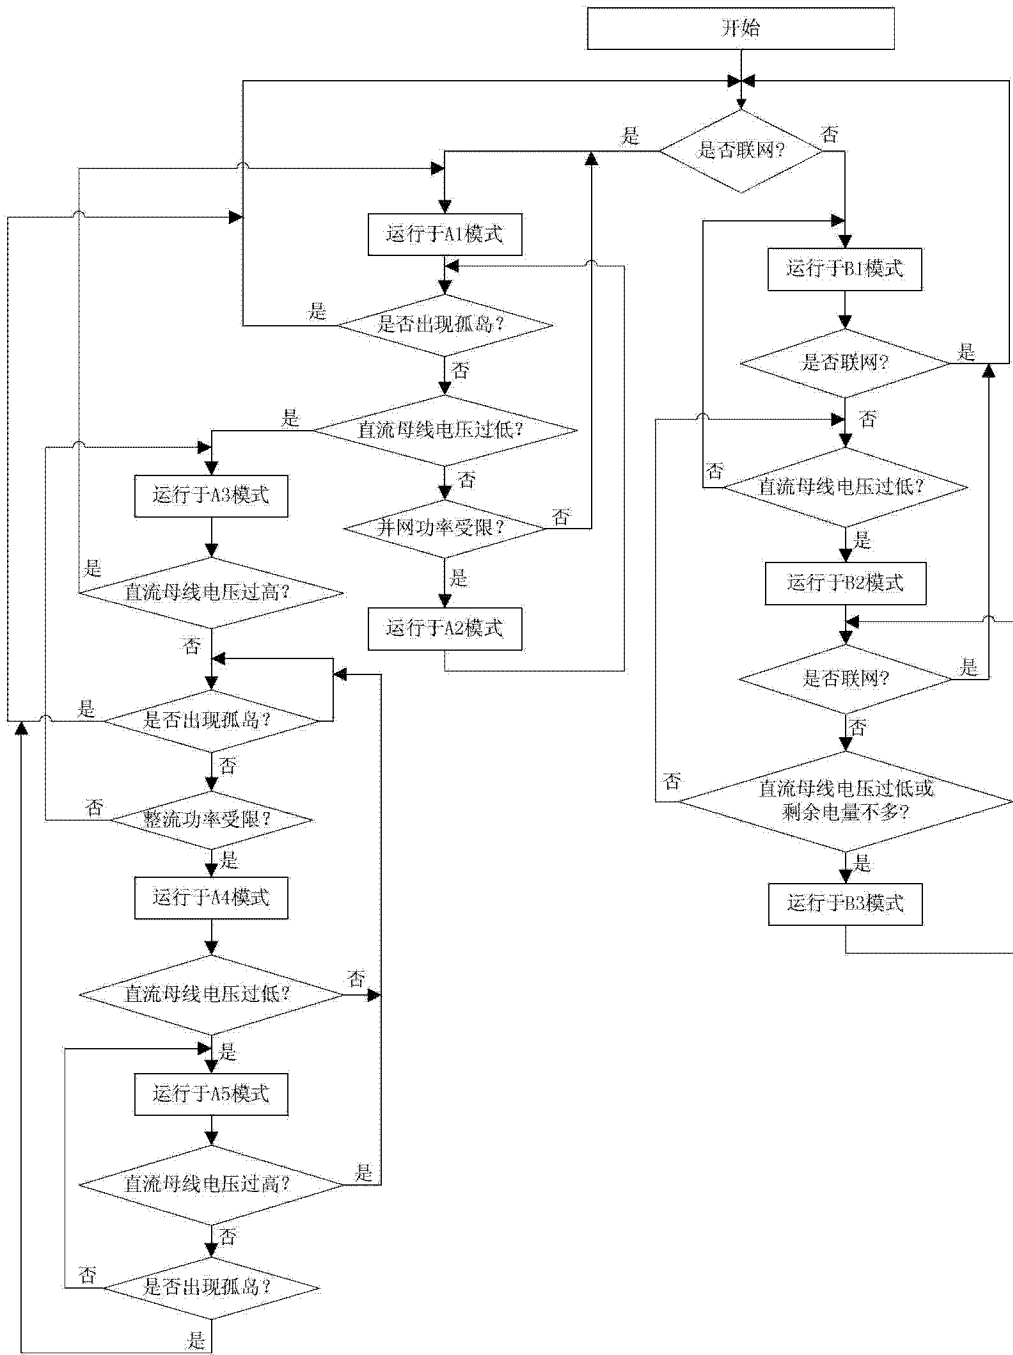 开始
是否联网?
是
否
运行于A1模式
是否出现孤岛?
是
否
直流母线电压过低?
是
否
并网功率受限?
否
是
运行于A2模式
运行于A3模式
直流母线电压过高?
是
否
是否出现孤岛?
是
否
整流功率受限?
否
是
运行于A4模式
直流母线电压过低?
否
是
运行于A5模式
直流母线电压过高?
是
否
是否出现孤岛?
否
是
运行于B1模式
是否联网?
是
否
直流母线电压过低?
否
是
运行于B2模式
是否联网?
是
否
直流母线电压过低或
剩余电量不多?
否
是
运行于B3模式